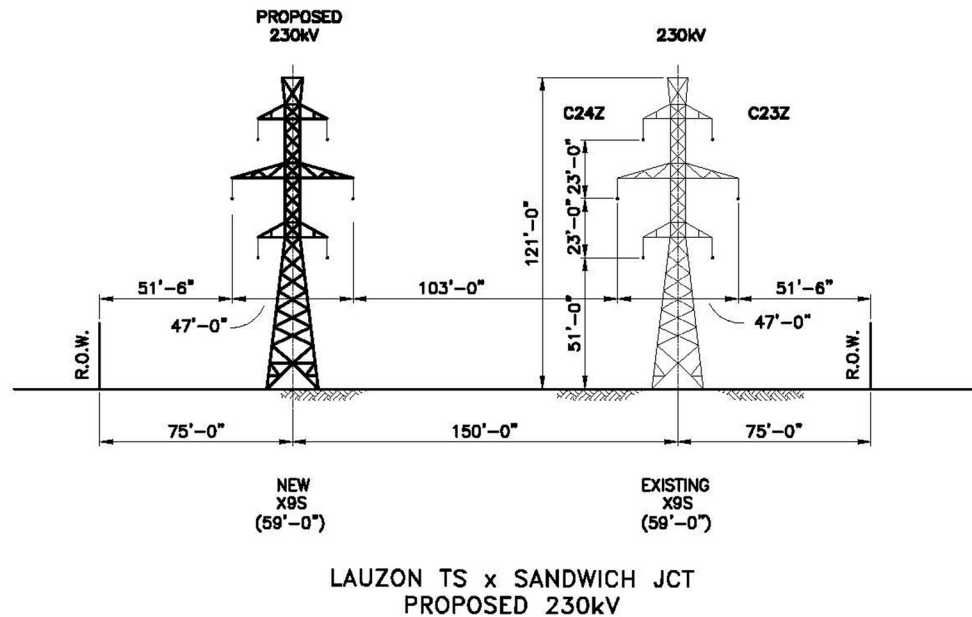 PROPOSED
230kV
230kV
C24Z
C23Z
23'-0"
23'-0"
121'-0"
51'-0"
51'-6"
103'-0"
51'-6"
47'-0"
47'-0"
R.O.W.
R.O.W.
75'-0"
150'-0"
75'-0"
NEW
X9S
(59'-0")
EXISTING
X9S
(59'-0")
LAUZON TS x SANDWICH JCT
PROPOSED 230kV